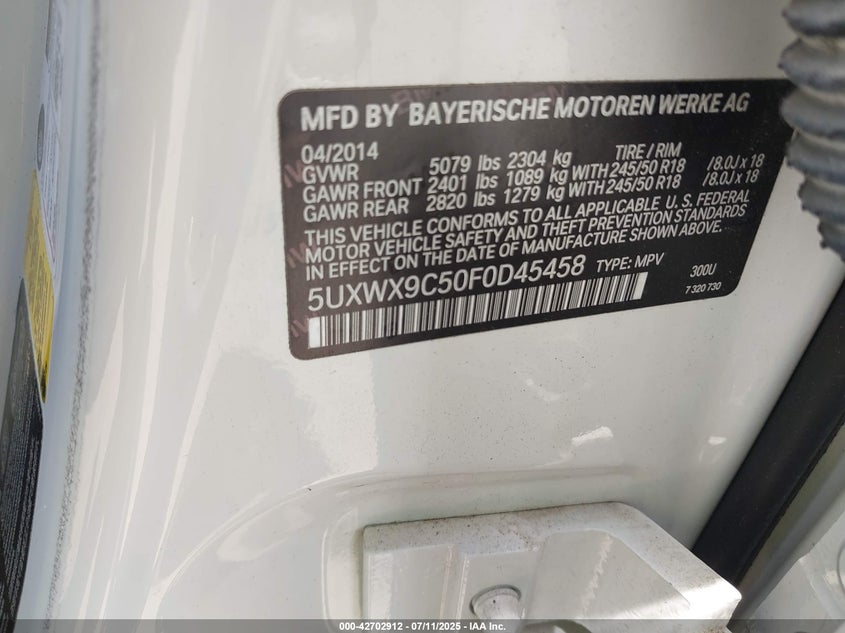 MFD BY BAYERISCHE MOTOREN WERKE AG
04/2014 TIRE / RIM
GVWR 5079 lbs 2304 kg
GAWR FRONT 2401 lbs 1089 kg WITH 245/50 R18 /8.0J x 18
GAWR REAR 2820 lbs 1279 kg WITH 245/50 R18 /8.0J x 18
THIS VEHICLE CONFORMS TO ALL APPLICABLE U. S. FEDERAL
MOTOR VEHICLE SAFETY AND THEFT PREVENTION STANDARDS
IN EFFECT ON THE DATE OF MANUFACTURE SHOWN ABOVE.
5UXWX9C50F0D45458 TYPE: MPV 300U
7 320 730
000-42702912 - 07/11/2025 - IAA Inc.